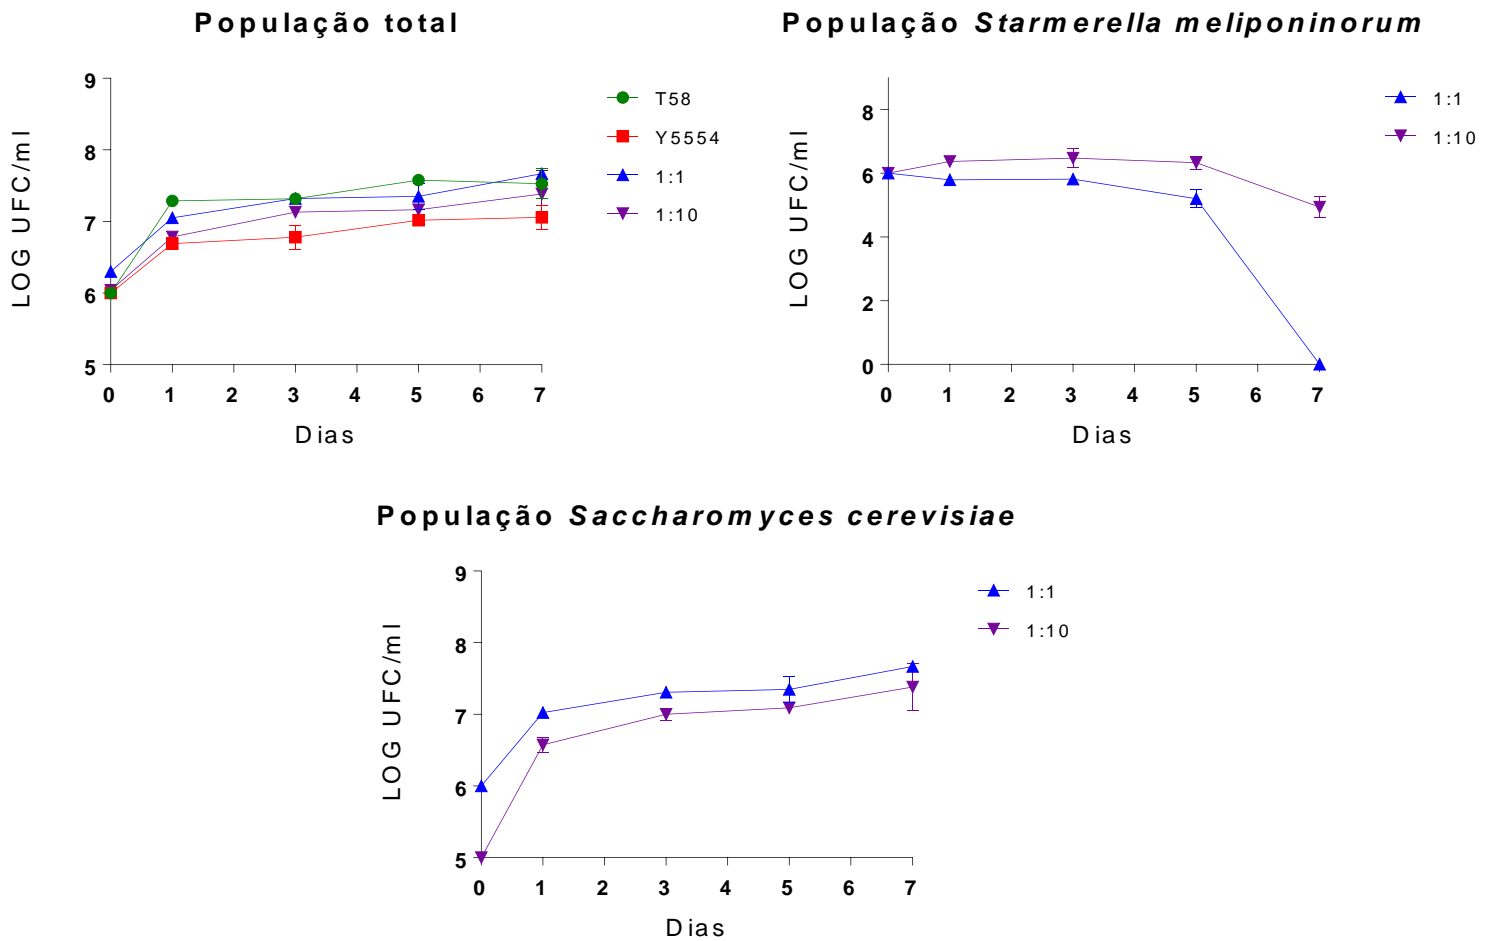 População total
9
8
7
6
5
0 1 2 3 4 5 6 7
LOG UFC/ml
Dias
T58
Y5554
1:1
1:10
População Starmerella meliponinorum
8
6
4
2
0
0 1 2 3 4 5 6 7
LOG UFC/ml
Dias
1:1
1:10
População Saccharomyces cerevisiae
9
8
7
6
5
0 1 2 3 4 5 6 7
LOG UFC/ml
Dias
1:1
1:10